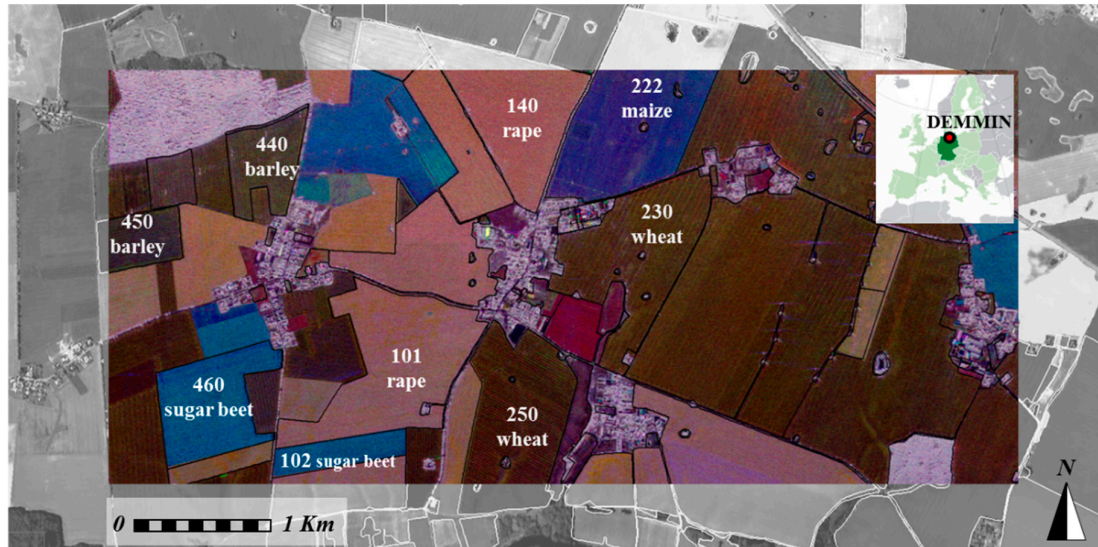 140
rape
222
maize
DEMMIN
440
barley
450
barley
230
wheat
101
rape
460
sugar beet
250
wheat
102 sugar beet
0
1 Km
N